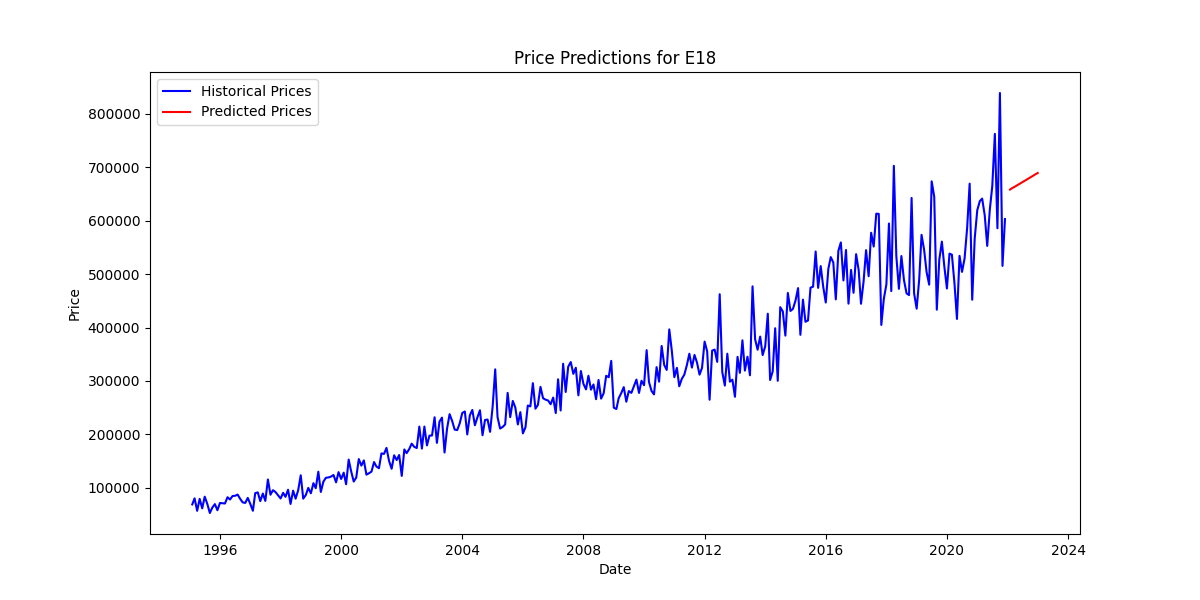 Price Predictions for E18
Historical Prices
Predicted Prices
Price
800000
700000
600000
500000
400000
300000
200000
100000
1996 2000 2004 2008 2012 2016 2020 2024
Date